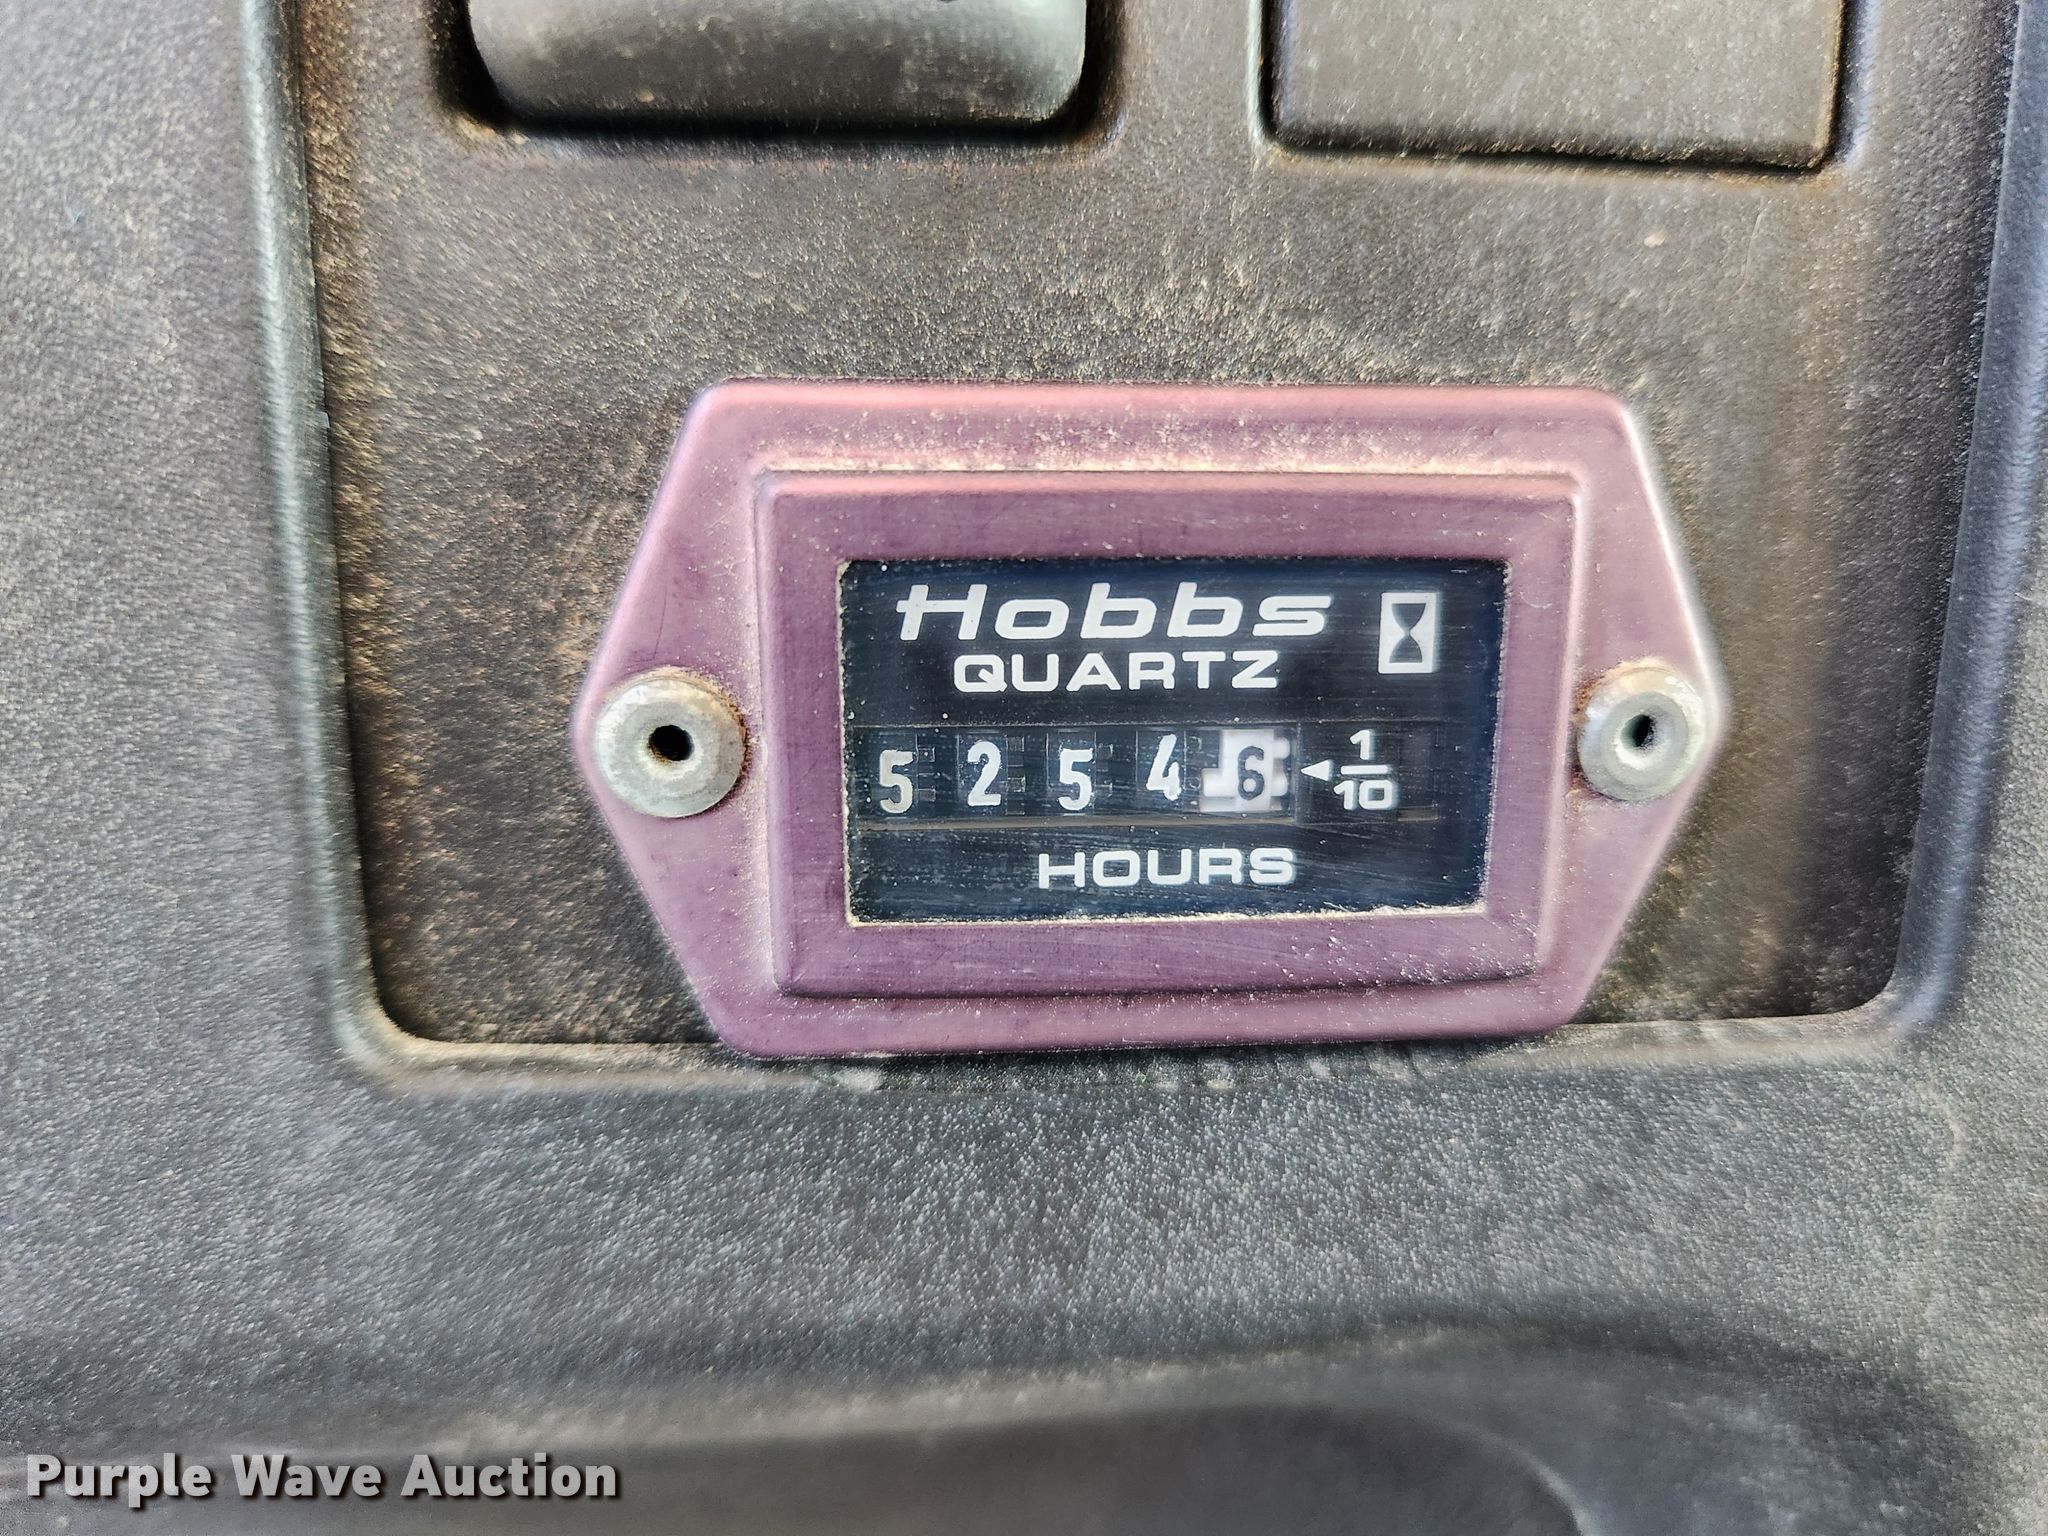 Hobbs
QUARTZ
5 2 5 4 6 1/10
HOURS
Purple Wave Auction